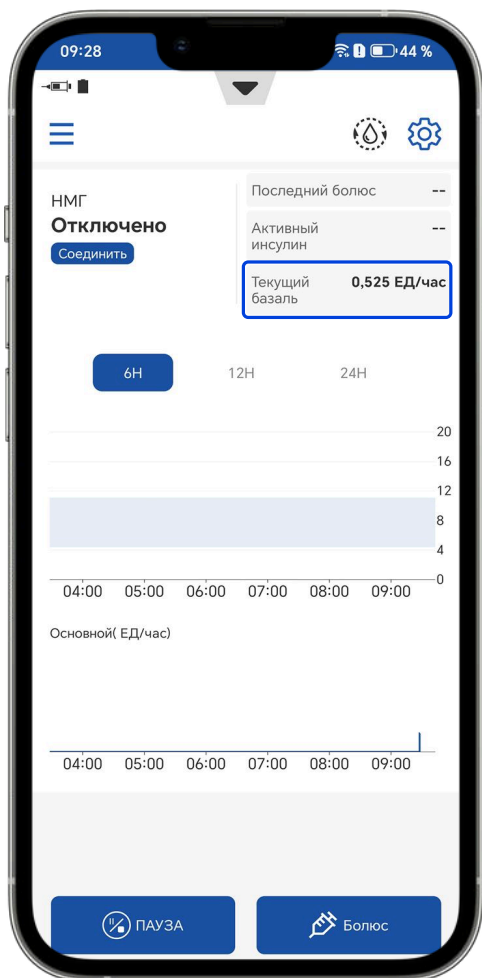 09:28
44 %
НМГ
Отключено
Соединить
Последний болюс --
Активный инсулин --
Текущий базаль 0,525 ЕД/час
6H 12H 24H
20
16
12
8
4
0
04:00 05:00 06:00 07:00 08:00 09:00
Основной( ЕД/час)
04:00 05:00 06:00 07:00 08:00 09:00
ПАУЗА
Болюс